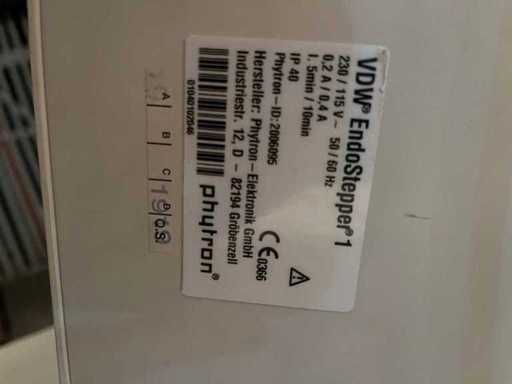 VDW® EndoStepper®1
230 / 115 V~ 50 / 60 Hz
0,2 A / 0,4 A
I. 5min / 10min
IP 40
Phytron-ID: 2006095
Hersteller: Phytron-Elektronik GmbH
Industriestr. 12, D - 82194 Gröbenzell
CE 0366
01040102046
phytron®
A B C D O.S